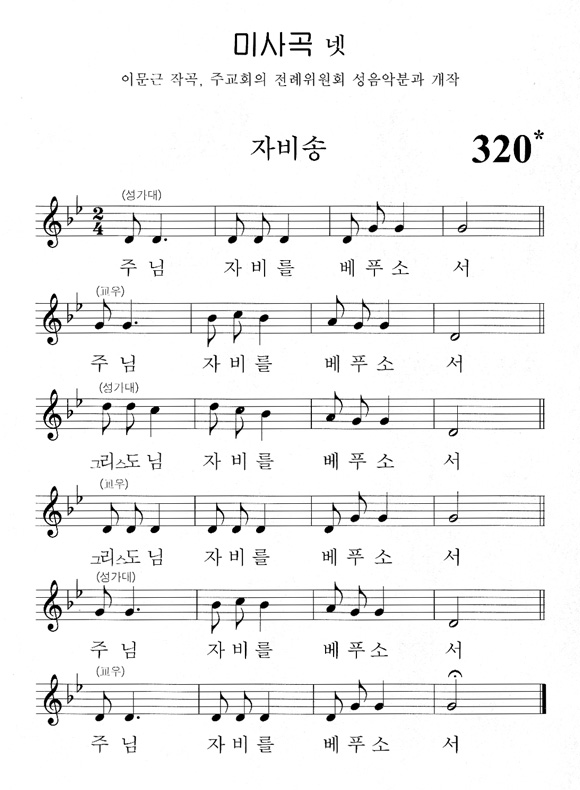 미사곡 넷
이문근 작곡, 주교회의 전례위원회 성음악분과 개작
자비송
320*
(성가대)
2
4
주 님 자 비 를 베 푸 소 서
(교우)
주 님 자 비 를 베 푸 소 서
(성가대)
그리스도 님 자 비 를 베 푸 소 서
(교우)
그리스도 님 자 비 를 베 푸 소 서
(성가대)
주 님 자 비 를 베 푸 소 서
(교우)
주 님 자 비 를 베 푸 소 서